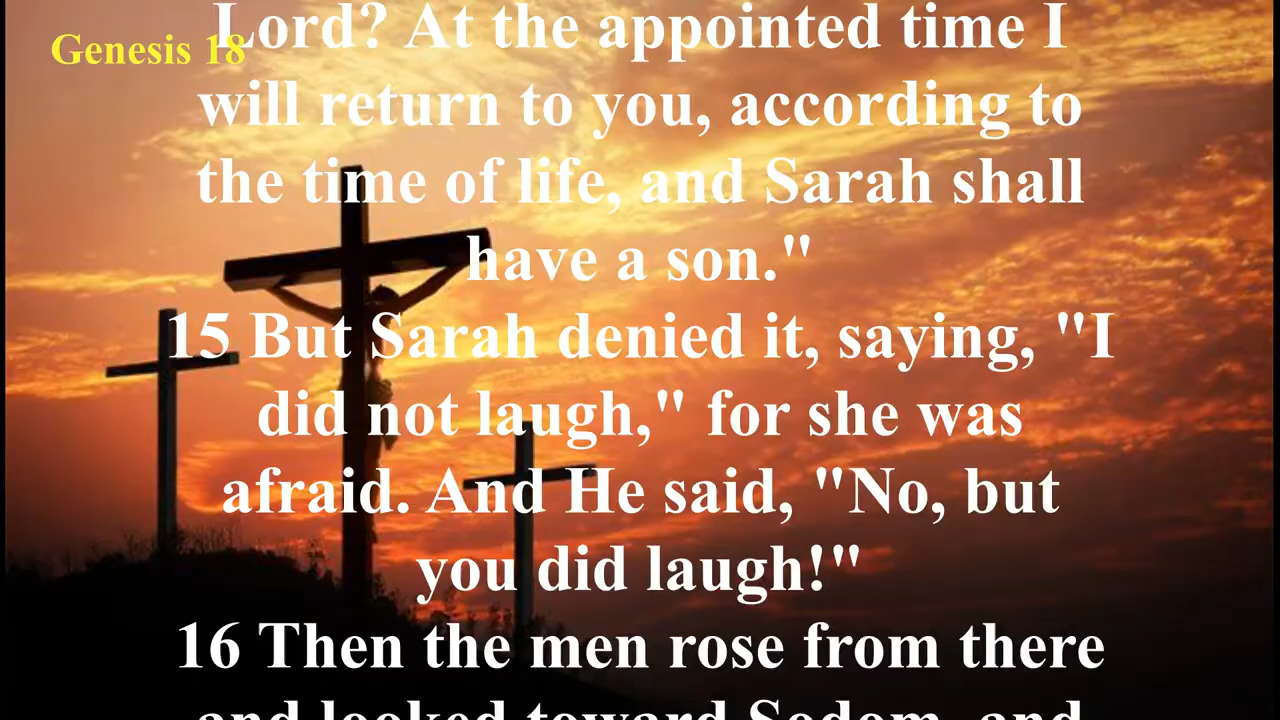 Genesis 18
Lord? At the appointed time I
will return to you, according to
the time of life, and Sarah shall
have a son."
15 But Sarah denied it, saying, "I
did not laugh," for she was
afraid. And He said, "No, but
you did laugh!"
16 Then the men rose from there
and looked toward Sodom, and